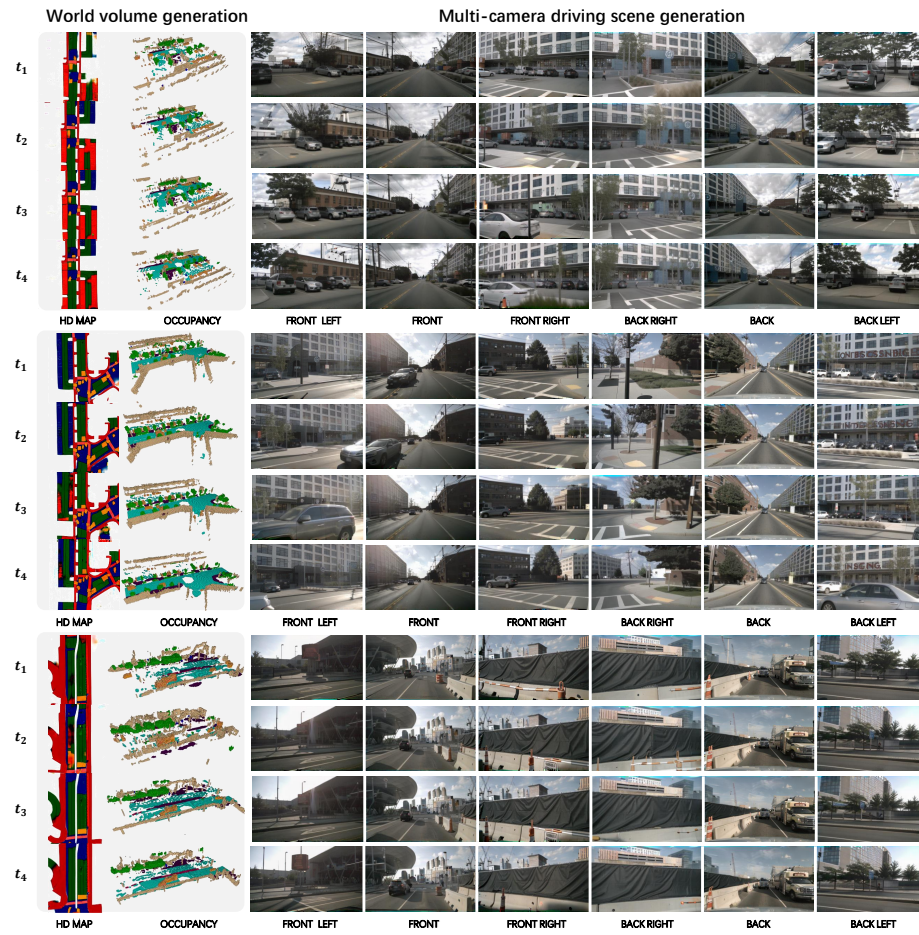 World volume generation
Multi-camera driving scene generation
t1
t2
t3
t4
HD MAP OCCUPANCY FRONT LEFT FRONT FRONT RIGHT BACK RIGHT BACK BACK LEFT
t1
t2
t3
t4
HD MAP OCCUPANCY FRONT LEFT FRONT FRONT RIGHT BACK RIGHT BACK BACK LEFT
t1
t2
t3
t4
HD MAP OCCUPANCY FRONT LEFT FRONT FRONT RIGHT BACK RIGHT BACK BACK LEFT